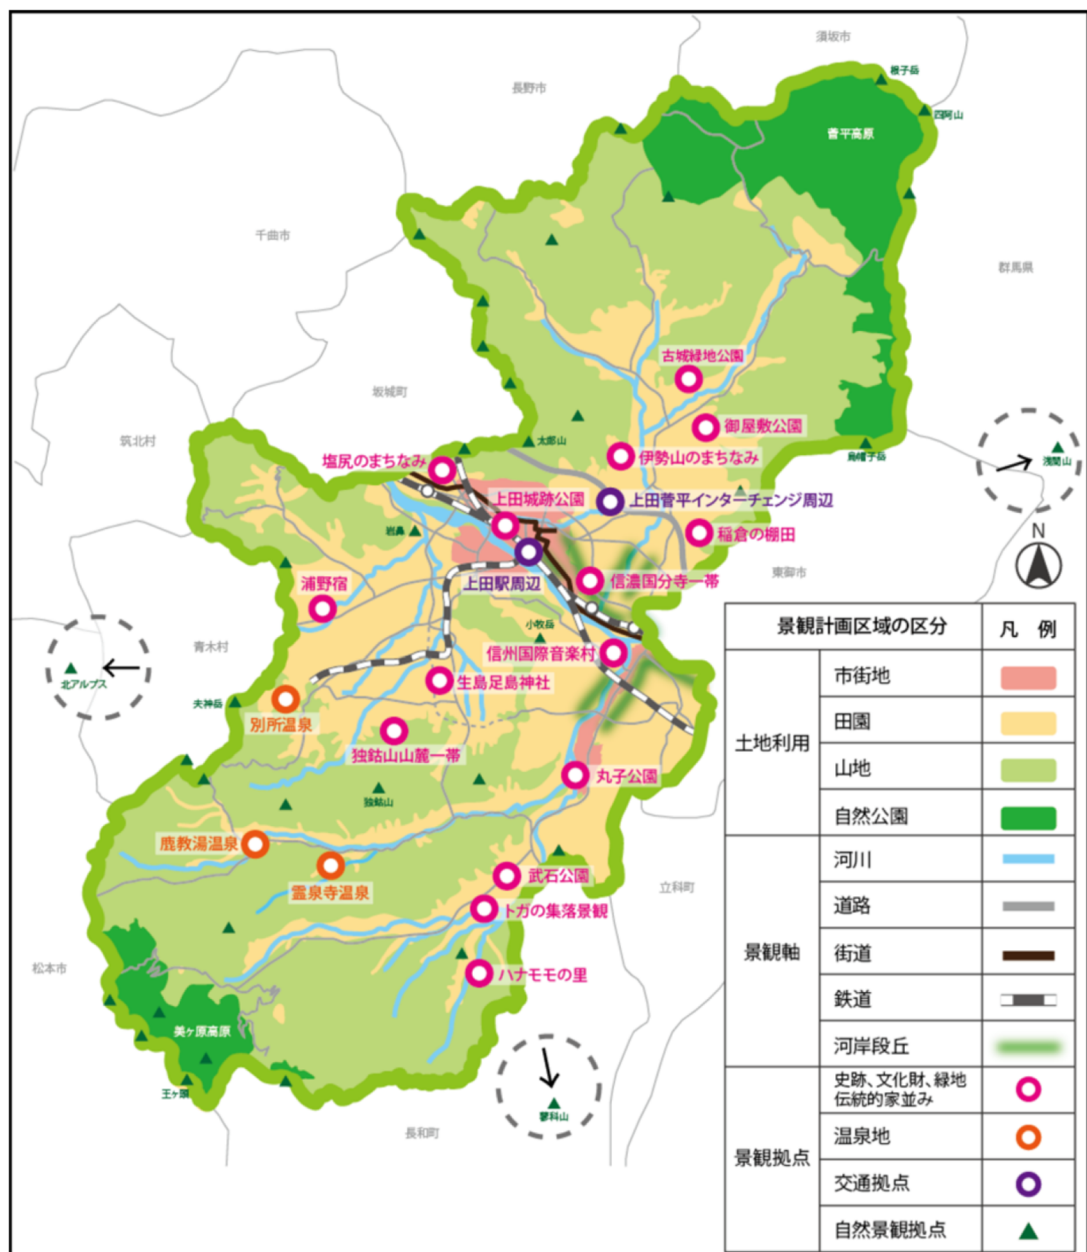 須坂市
根子岳
長野市
四阿山
菅平高原
千曲市
群馬県
古城緑地公園
坂城町
御屋敷公園
筑北村
太郎山
烏帽子岳
浅間山
塩尻のまちなみ
伊勢山のまちなみ
上田城跡公園
上田菅平インターチェンジ周辺
岩鼻
稲倉の棚田
N
東御市
上田駅周辺
信濃国分寺一帯
浦野宿
小牧岳
青木村
信州国際音楽村
北アルプス
生島足島神社
夫神岳
別所温泉
独鈷山山麓一帯
丸子公園
独鈷山
鹿教湯温泉
霊泉寺温泉
武石公園
立科町
トガの集落景観
松本市
ハナモモの里
美ヶ原高原
王ヶ頭
蓼科山
長和町
景観計画区域の区分 凡 例
土地利用
市街地
田園
山地
自然公園
景観軸
河川
道路
街道
鉄道
河岸段丘
景観拠点
史跡、文化財、緑地
伝統的家並み
温泉地
交通拠点
自然景観拠点